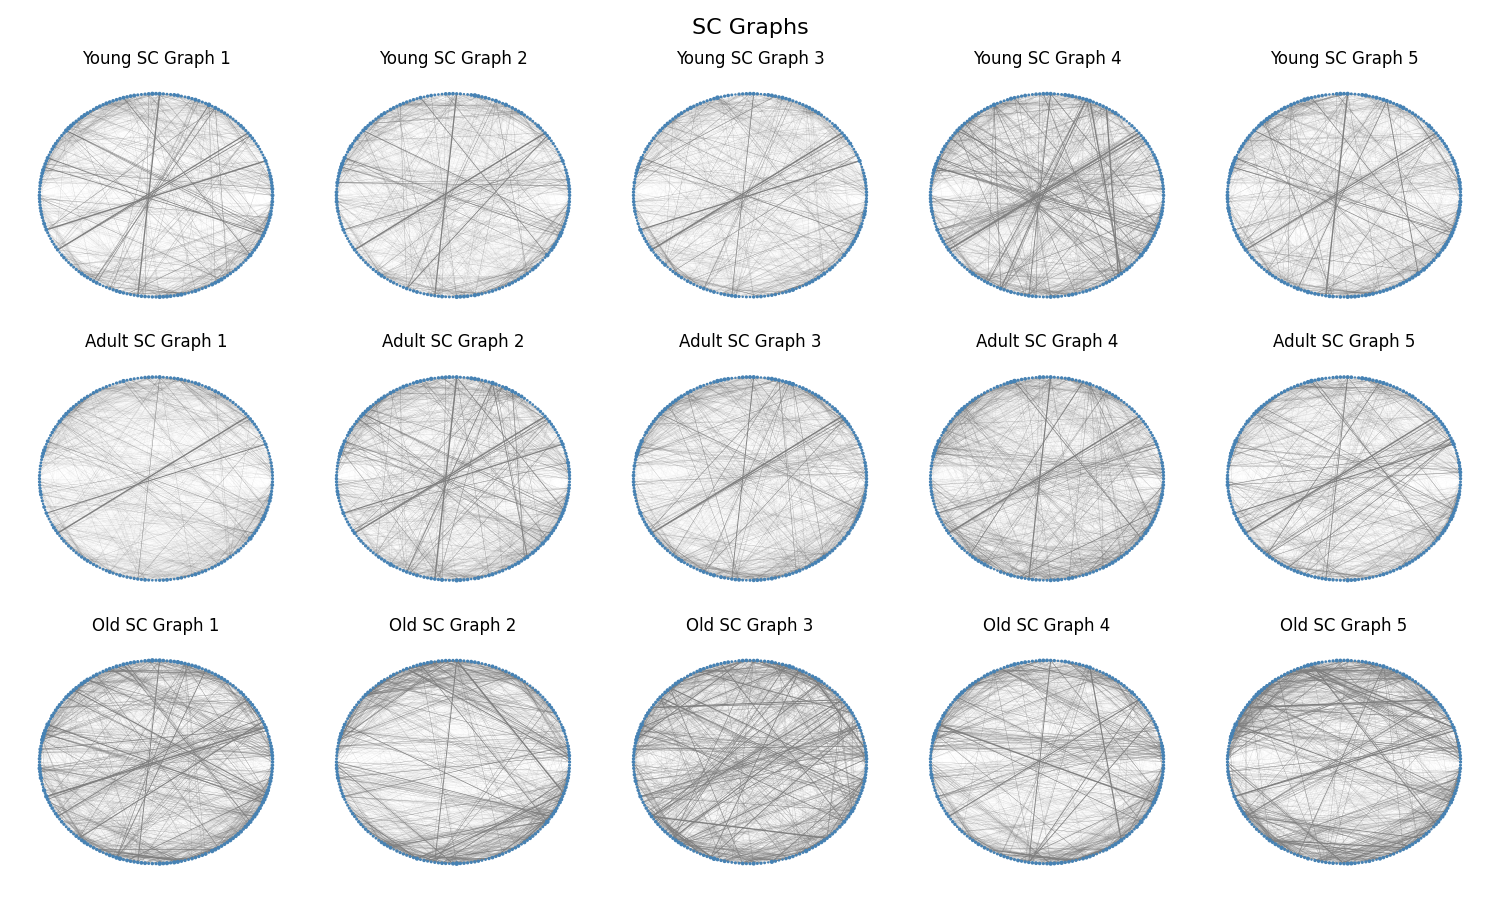 SC Graphs
Young SC Graph 1
Young SC Graph 2
Young SC Graph 3
Young SC Graph 4
Young SC Graph 5
Adult SC Graph 1
Adult SC Graph 2
Adult SC Graph 3
Adult SC Graph 4
Adult SC Graph 5
Old SC Graph 1
Old SC Graph 2
Old SC Graph 3
Old SC Graph 4
Old SC Graph 5